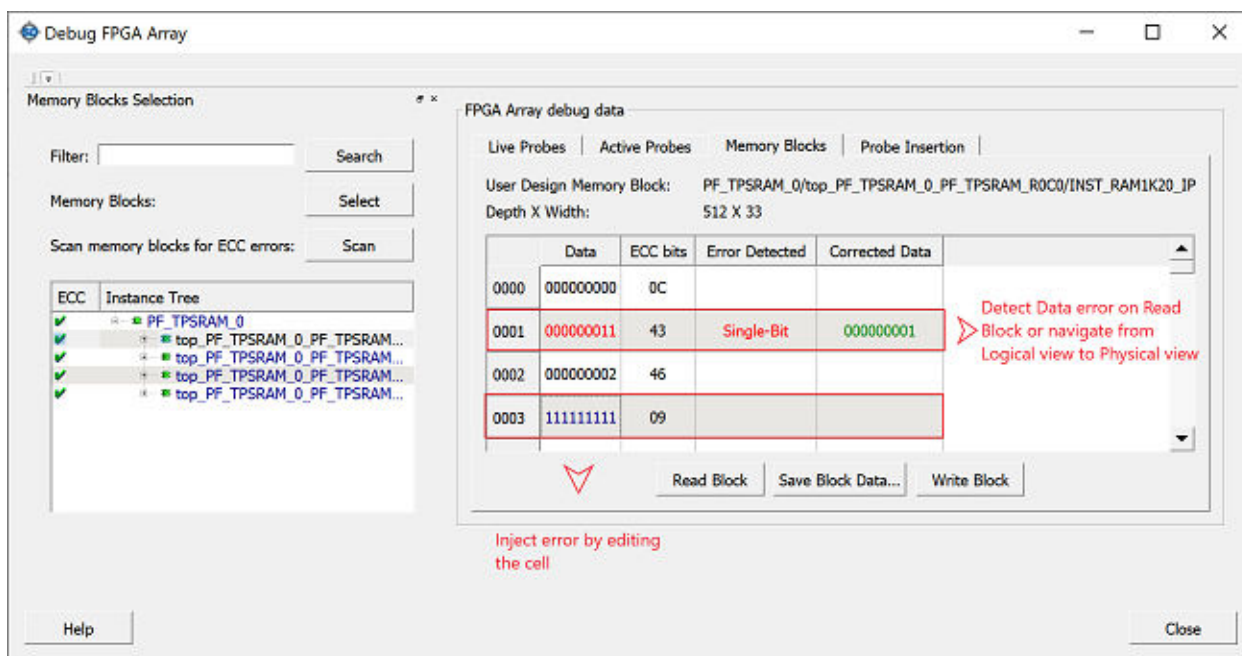 Debug FPGA Array
Memory Blocks Selection
Filter:
Search
Memory Blocks:
Select
Scan memory blocks for ECC errors:
Scan
ECC Instance Tree
PF_TPSRAM_0
top_PF_TPSRAM_0_PF_TPSRAM...
top_PF_TPSRAM_0_PF_TPSRAM...
top_PF_TPSRAM_0_PF_TPSRAM...
top_PF_TPSRAM_0_PF_TPSRAM...
FPGA Array debug data
Live Probes Active Probes Memory Blocks Probe Insertion
User Design Memory Block: PF_TPSRAM_0/top_PF_TPSRAM_0_PF_TPSRAM_R0C0/INST_RAM1K20_IP
Depth X Width: 512 X 33
Data ECC bits Error Detected Corrected Data
0000 000000000 0C
0001 000000011 43 Single-Bit 000000001
0002 000000002 46
0003 111111111 09
Detect Data error on Read
Block or navigate from
Logical view to Physical view
Read Block Save Block Data... Write Block
Inject error by editing
the cell
Help
Close